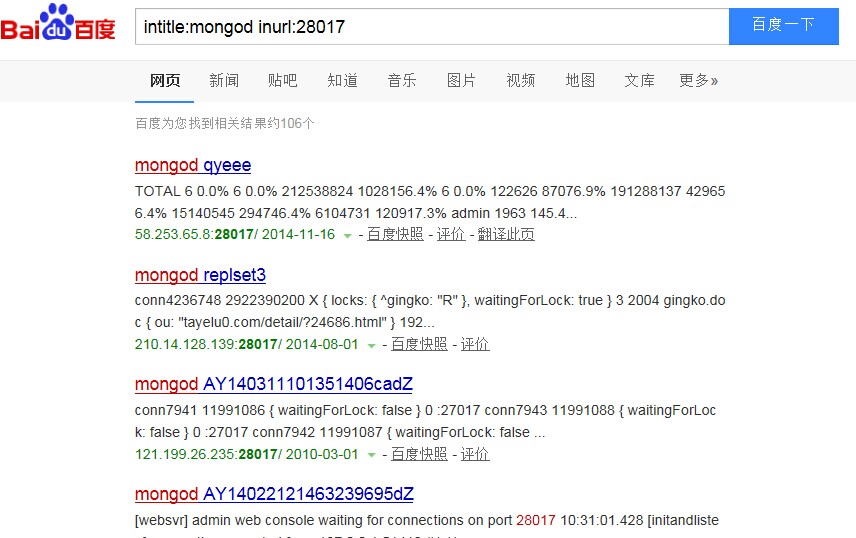 Bai du 百度
intitle:mongod inurl:28017 百度一下
网页 新闻 贴吧 知道 音乐 图片 视频 地图 文库 更多»
百度为您找到相关结果约106个
mongod qyeee
TOTAL 6 0.0% 6 0.0% 212538824 1028156.4% 6 0.0% 122626 87076.9% 191288137 42965
6.4% 15140545 294746.4% 6104731 120917.3% admin 1963 145.4...
58.253.65.8:28017/ 2014-11-16 - 百度快照 - 评价 - 翻译此页
mongod replset3
conn4236748 2922390200 X { locks: { ^gingko: "R" }, waitingForLock: true } 3 2004 gingko.do
c { ou: "tayelu0.com/detail/?24686.html" } 192...
210.14.128.139:28017/ 2014-08-01 - 百度快照 - 评价
mongod AY140311101351406cadZ
conn7941 11991086 { waitingForLock: false } 0 :27017 conn7943 11991088 { waitingForLoc
k: false } 0 :27017 conn7942 11991087 { waitingForLock: false ...
121.199.26.235:28017/ 2010-03-01 - 百度快照 - 评价
mongod AY14022121463239695dZ
[websvr] admin web console waiting for connections on port 28017 10:31:01.428 [initandliste